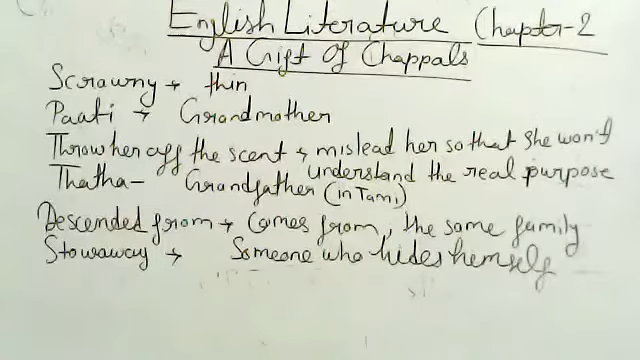 English Literature Chapter-2
A Gift Of Chappals
Scrawny → thin
Paati → Grandmother
Throw her off the scent → mislead her so that she won't
understand the real purpose
Thatha- Grandfather (in Tami)
Descended from → Comes from, the same family
Stowaway → Someone who hides hemself